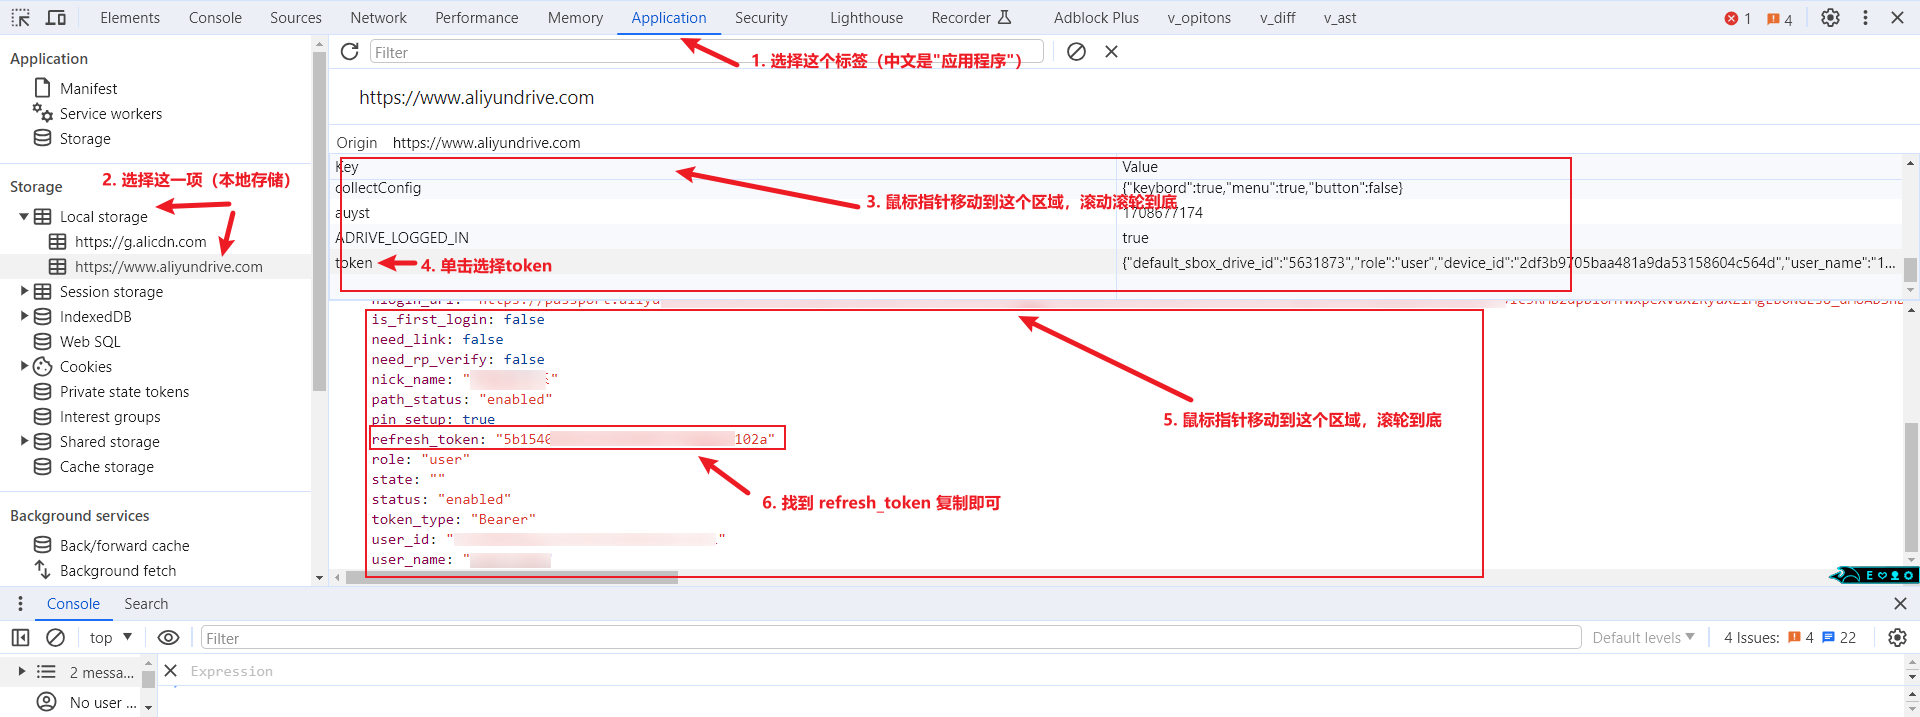 Elements Console Sources Network Performance Memory Application Security Lighthouse Recorder Adblock Plus v_opitons v_diff v_ast 1 4
Filter
1. 选择这个标签（中文是"应用程序"）
Application
Manifest
Service workers
Storage
https://www.aliyundrive.com
Origin https://www.aliyundrive.com
Key Value
collectConfig {"keybord":true,"menu":true,"button":false}
3. 鼠标指针移动到这个区域，滚动滚轮到底
auyst 1708677174
ADRIVE_LOGGED_IN true
token {"default_sbox_drive_id":"5631873","role":"user","device_id":"2df3b9705baa481a9da53158604c564d","user_name":"1...
4. 单击选择token
Storage
2. 选择这一项（本地存储）
Local storage
https://g.alicdn.com
https://www.aliyundrive.com
Session storage
IndexedDB
Web SQL
Cookies
Private state tokens
Interest groups
Shared storage
Cache storage
Background services
Back/forward cache
Background fetch
is_first_login: false
need_link: false
need_rp_verify: false
nick_name: "
path_status: "enabled"
pin_setup: true
5. 鼠标指针移动到这个区域，滚轮到底
refresh_token: "5b1546 102a"
role: "user"
state: ""
status: "enabled"
6. 找到 refresh_token 复制即可
token_type: "Bearer"
user_id: " "
user_name: "
Console Search
top Filter Default levels 4 Issues: 4 22
2 messa... Expression
No user ...